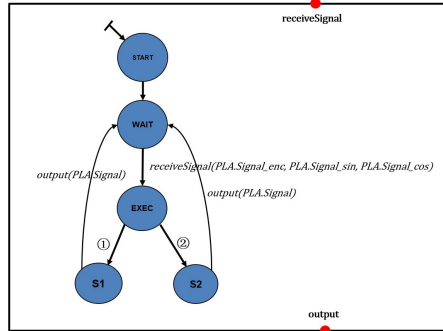 receiveSignal
START
WAIT
receiveSignal(PLA.Signal_enc, PLA.Signal_sin, PLA.Signal_cos)
output(PLA.Signal)
output(PLA.Signal)
EXEC
① ②
S1 S2
output